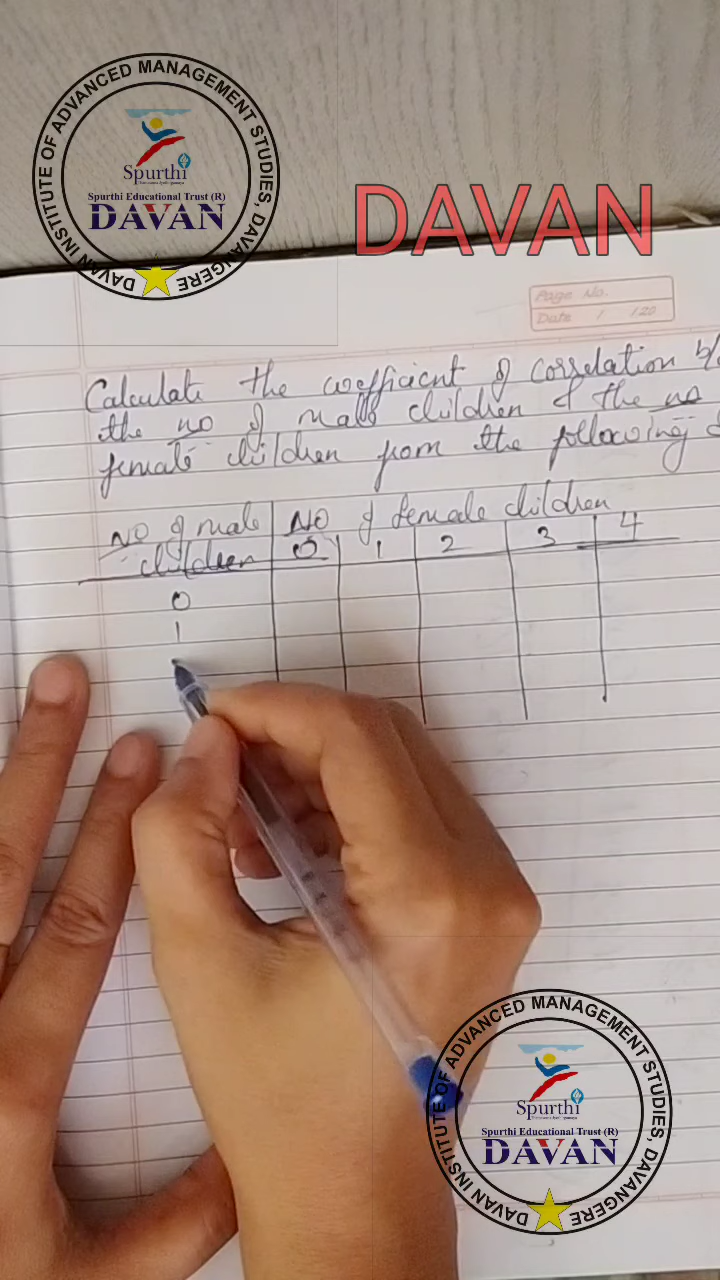 DAVAN INSTITUTE OF ADVANCED MANAGEMENT STUDIES, DAVANGERE
Spurthi
Spurthi Educational Trust (R)
DAVAN
DAVAN
Page No.
Date / /20
Calculate the coefficient of correlation b/
the no of male children & the no
female children from the following
No of male No of female children
children 0 1 2 3 4
0
1
DAVAN INSTITUTE OF ADVANCED MANAGEMENT STUDIES, DAVANGERE
Spurthi
Spurthi Educational Trust (R)
DAVAN